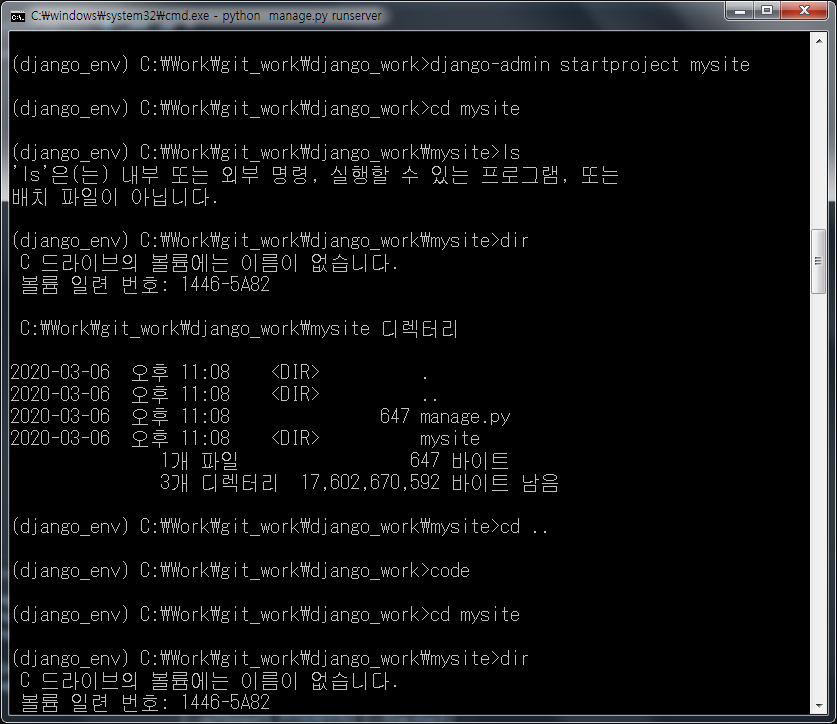 C:₩windows₩system32₩cmd.exe - python  manage.py runserver
(django_env) C:₩Work₩git_work₩django_work>django-admin startproject mysite
(django_env) C:₩Work₩git_work₩django_work>cd mysite
(django_env) C:₩Work₩git_work₩django_work₩mysite>ls
'ls'은(는) 내부 또는 외부 명령, 실행할 수 있는 프로그램, 또는
배치 파일이 아닙니다.
(django_env) C:₩Work₩git_work₩django_work₩mysite>dir
C 드라이브의 볼륨에는 이름이 없습니다.
볼륨 일련 번호: 1446-5A82
C:₩Work₩git_work₩django_work₩mysite 디렉터리
2020-03-06  오후 11:08    <DIR>          .
2020-03-06  오후 11:08    <DIR>          ..
2020-03-06  오후 11:08               647 manage.py
2020-03-06  오후 11:08    <DIR>          mysite
1개 파일                 647 바이트
3개 디렉터리  17,602,670,592 바이트 남음
(django_env) C:₩Work₩git_work₩django_work₩mysite>cd ..
(django_env) C:₩Work₩git_work₩django_work>code
(django_env) C:₩Work₩git_work₩django_work>cd mysite
(django_env) C:₩Work₩git_work₩django_work₩mysite>dir
C 드라이브의 볼륨에는 이름이 없습니다.
볼륨 일련 번호: 1446-5A82